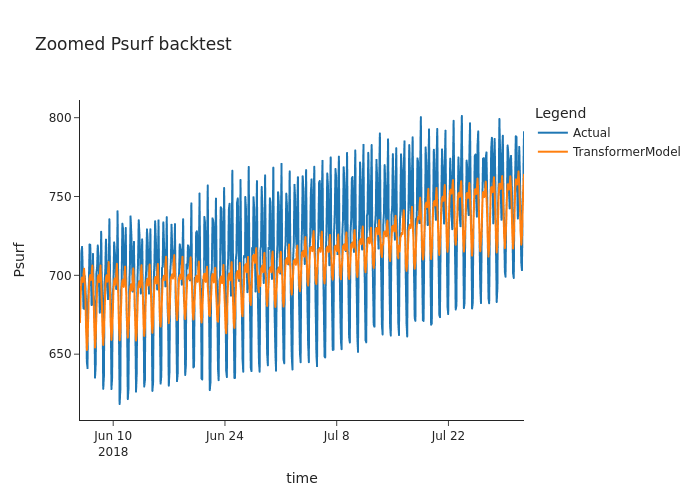 Zoomed Psurf backtest
Legend
Actual
TransformerModel
800
750
700
650
Psurf
Jun 10
2018
Jun 24
Jul 8
Jul 22
time